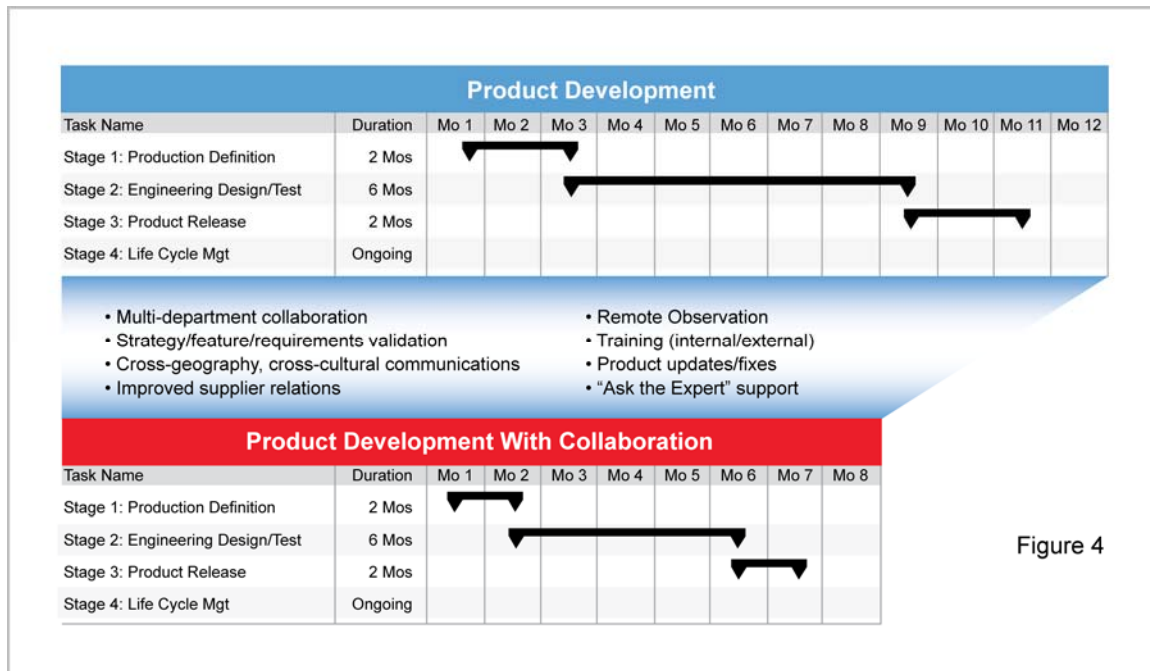 Product Development
Task Name Duration Mo 1 Mo 2 Mo 3 Mo 4 Mo 5 Mo 6 Mo 7 Mo 8 Mo 9 Mo 10 Mo 11 Mo 12
Stage 1: Production Definition 2 Mos
Stage 2: Engineering Design/Test 6 Mos
Stage 3: Product Release 2 Mos
Stage 4: Life Cycle Mgt Ongoing
• Multi-department collaboration
• Strategy/feature/requirements validation
• Cross-geography, cross-cultural communications
• Improved supplier relations
• Remote Observation
• Training (internal/external)
• Product updates/fixes
• “Ask the Expert” support
Product Development With Collaboration
Task Name Duration Mo 1 Mo 2 Mo 3 Mo 4 Mo 5 Mo 6 Mo 7 Mo 8
Stage 1: Production Definition 2 Mos
Stage 2: Engineering Design/Test 6 Mos
Stage 3: Product Release 2 Mos
Stage 4: Life Cycle Mgt Ongoing
Figure 4